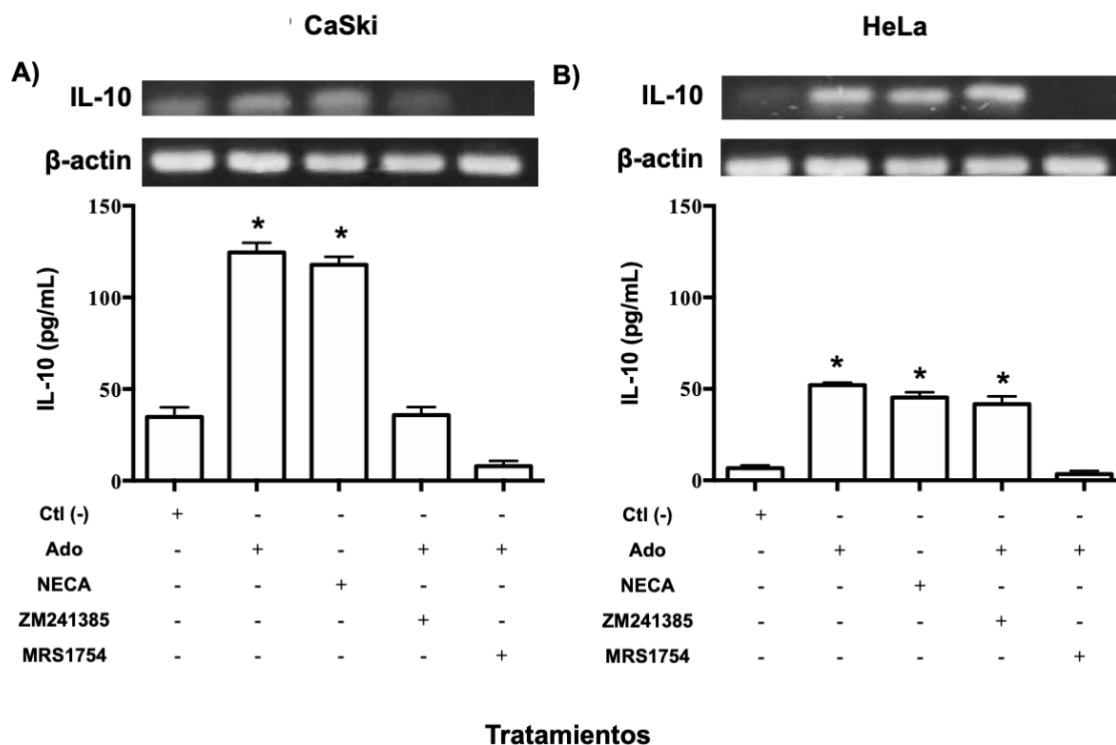 CaSki
HeLa
A)
IL-10
β-actin
150
100
50
0
IL-10 (pg/mL)
* *
Ctl (-) + - - - -
Ado - + - + +
NECA - - + - -
ZM241385 - - - + -
MRS1754 - - - - +
B)
IL-10
β-actin
150
100
50
0
IL-10 (pg/mL)
* * *
Ctl (-) + - - - -
Ado - + - + +
NECA - - + - -
ZM241385 - - - + -
MRS1754 - - - - +
Tratamientos